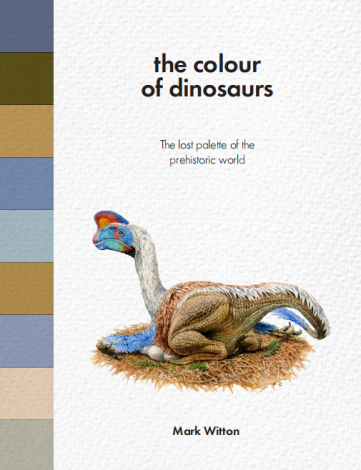 the colour
of dinosaurs
The lost palette of the
prehistoric world
Mark Witton